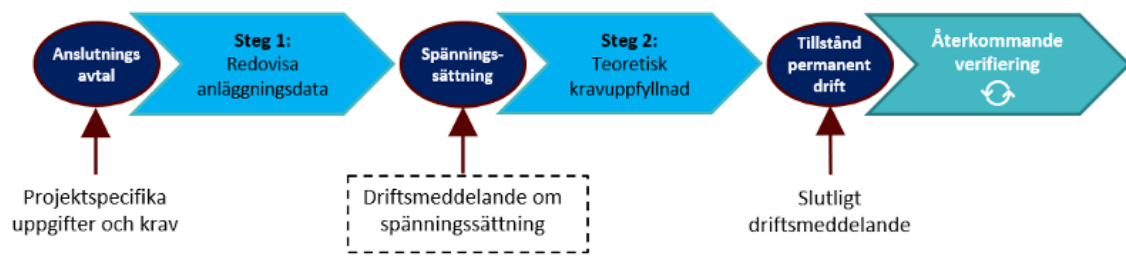 Anslutnings
avtal
Steg 1:
Redovisa
anläggningsdata
Spännings-
sättning
Steg 2:
Teoretisk
kravuppfyllnad
Tillstånd
permanent
drift
Återkommande
verifiering
Projektspecifika
uppgifter och krav
Driftsmeddelande om
spänningssättning
Slutligt
driftsmeddelande